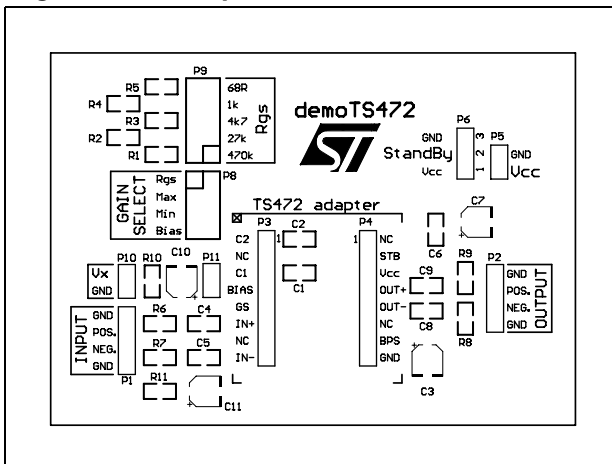 P9
R5
68R
R4
1k
R3
4k7
R2
27k
R1
470k
Rgs
demoTS472
ST
P6
GND
3
StandBy
2
Vcc
1
P5
GND
Vcc
P8
GAIN SELECT
Rgs
Max
Min
Bias
TS472 adapter
P3
P4
C2
1
C2
NC
C1
C1
BIAS
GS
IN+
NC
IN-
1
NC
STB
Vcc
OUT+
OUT-
NC
BPS
GND
C7
C6
R9
C9
C8
R8
C3
P2
GND
POS.
NEG.
GND
OUTPUT
C10
P10
R10
P11
Vx
GND
R6
C4
INPUT
GND
POS.
NEG.
GND
P1
R7
C5
R11
C11